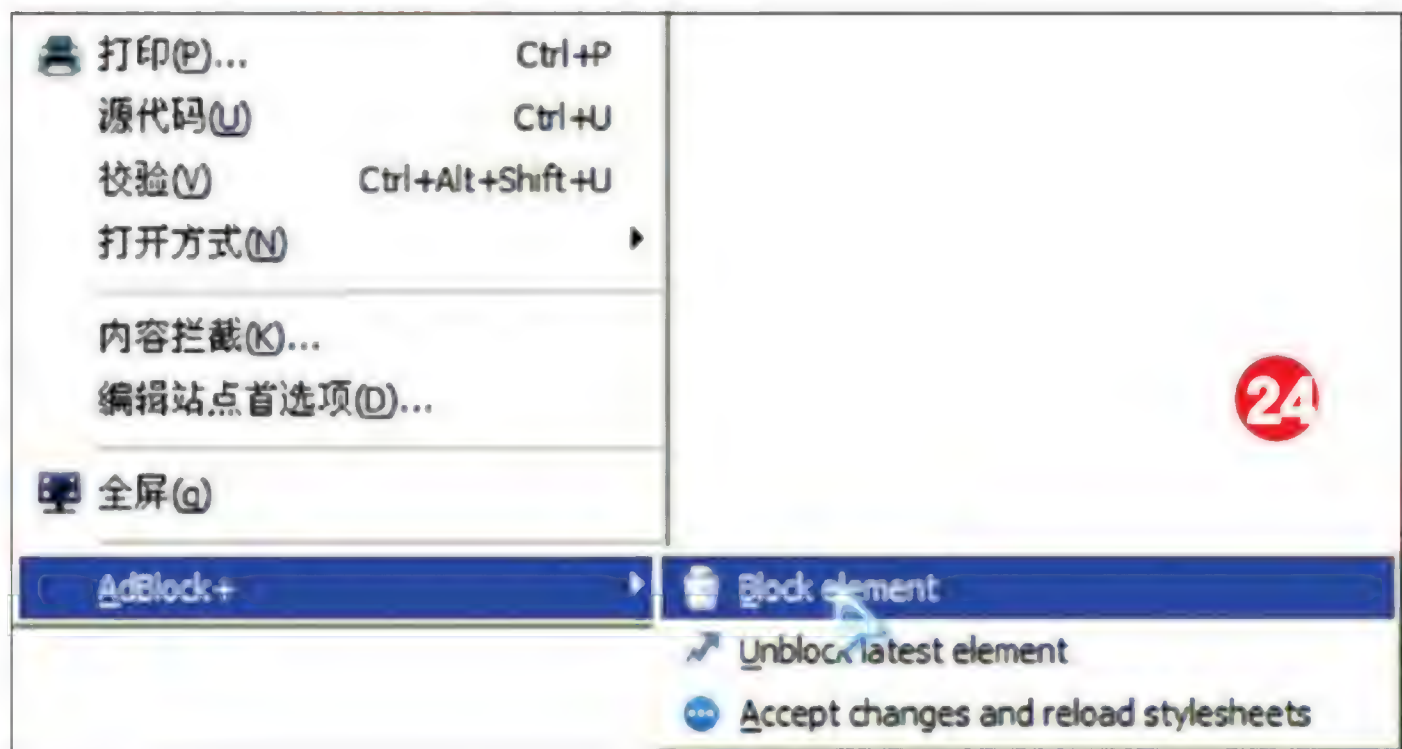 打印(P)... Ctrl+P
源代码(U) Ctrl+U
校验(V) Ctrl+Alt+Shift+U
打开方式(N)
内容拦截(K)...
编辑站点首选项(D)...
24
全屏(q)
AdBlock+ Block element
Unblock latest element
Accept changes and reload stylesheets